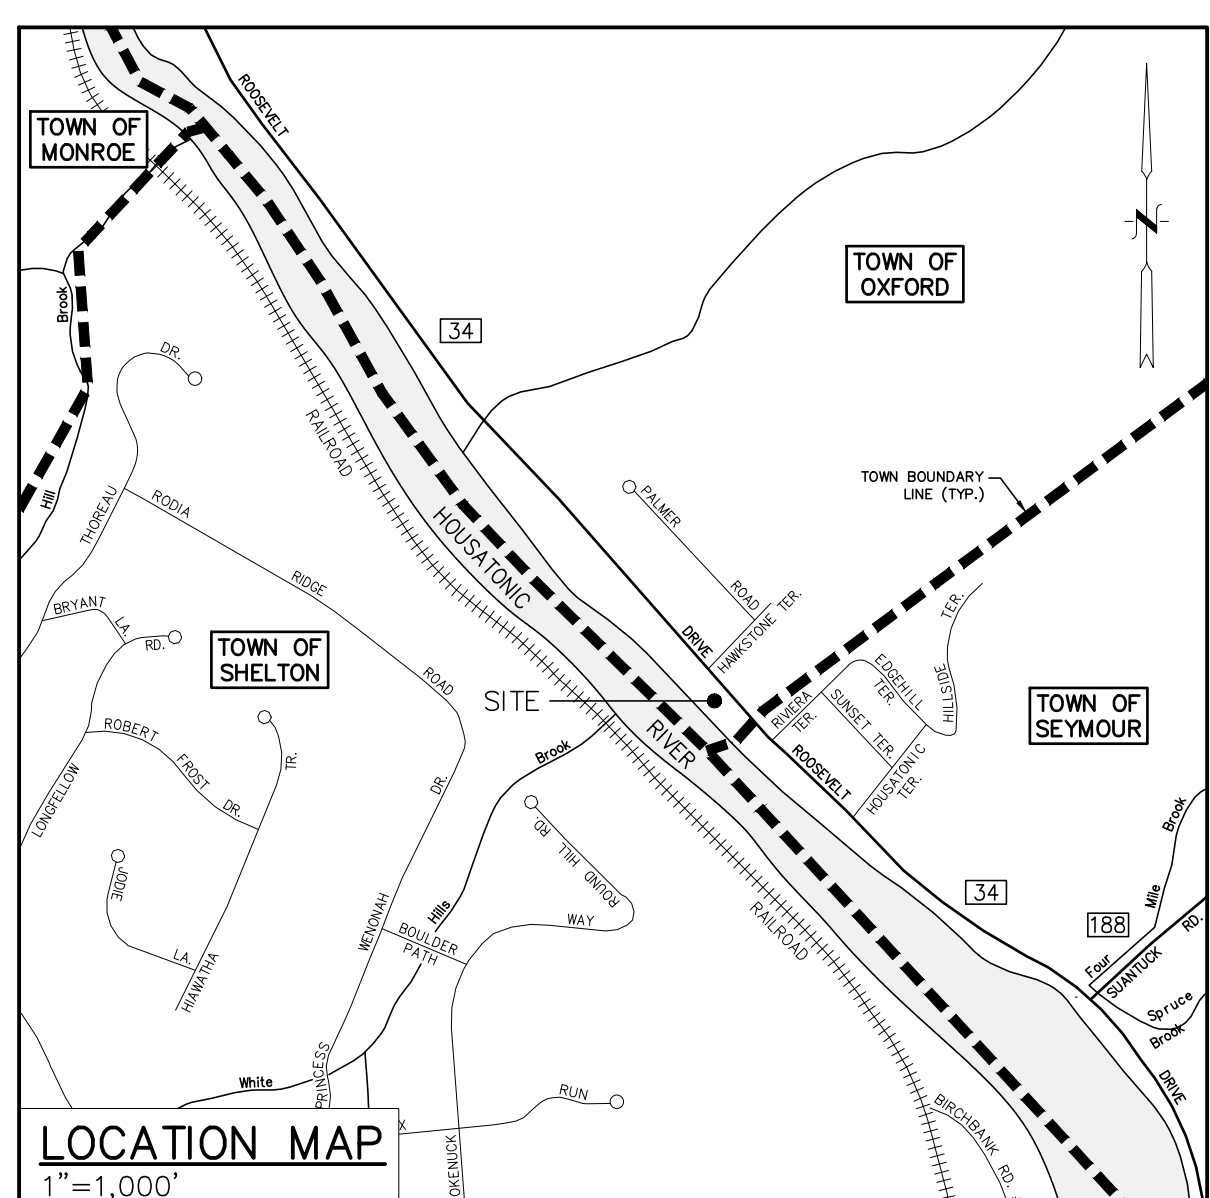 ROOSEVELT
TOWN OF
MONROE
TOWN OF
OXFORD
34
Brook
DR.
RAILROAD
TOWN BOUNDARY
LINE (TYP.)
Hill
THOREAU
RODIA
PALMER
HOUSATONIC
RIDGE
ROAD
HAWKSTONE TER.
TER.
BRYANT
LA.
RD.
DRIVE
TOWN OF
SHELTON
ROAD
EDGEHILL
TER.
HILLSIDE
SITE
RIVIERA
TER.
SUNSET TER.
TOWN OF
SEYMOUR
ROBERT
FROST
DR.
TR.
Brook
RIVER
ROOSEVELT
HOUSATONIC
TER.
LONGFELLOW
DR.
ROUND HILL RD.
Brook
JODIE
LA.
HIAWATHA
WENONAH
Hills
BOULDER
PATH
WAY
RAILROAD
34
Mile
188
RD.
Four
SUANTUCK
Spruce
Brook
PRINCESS
White
RUN
DRIVE
BIRCHBANK RD.
X
OKENUCK
LOCATION MAP
1"=1,000'
N